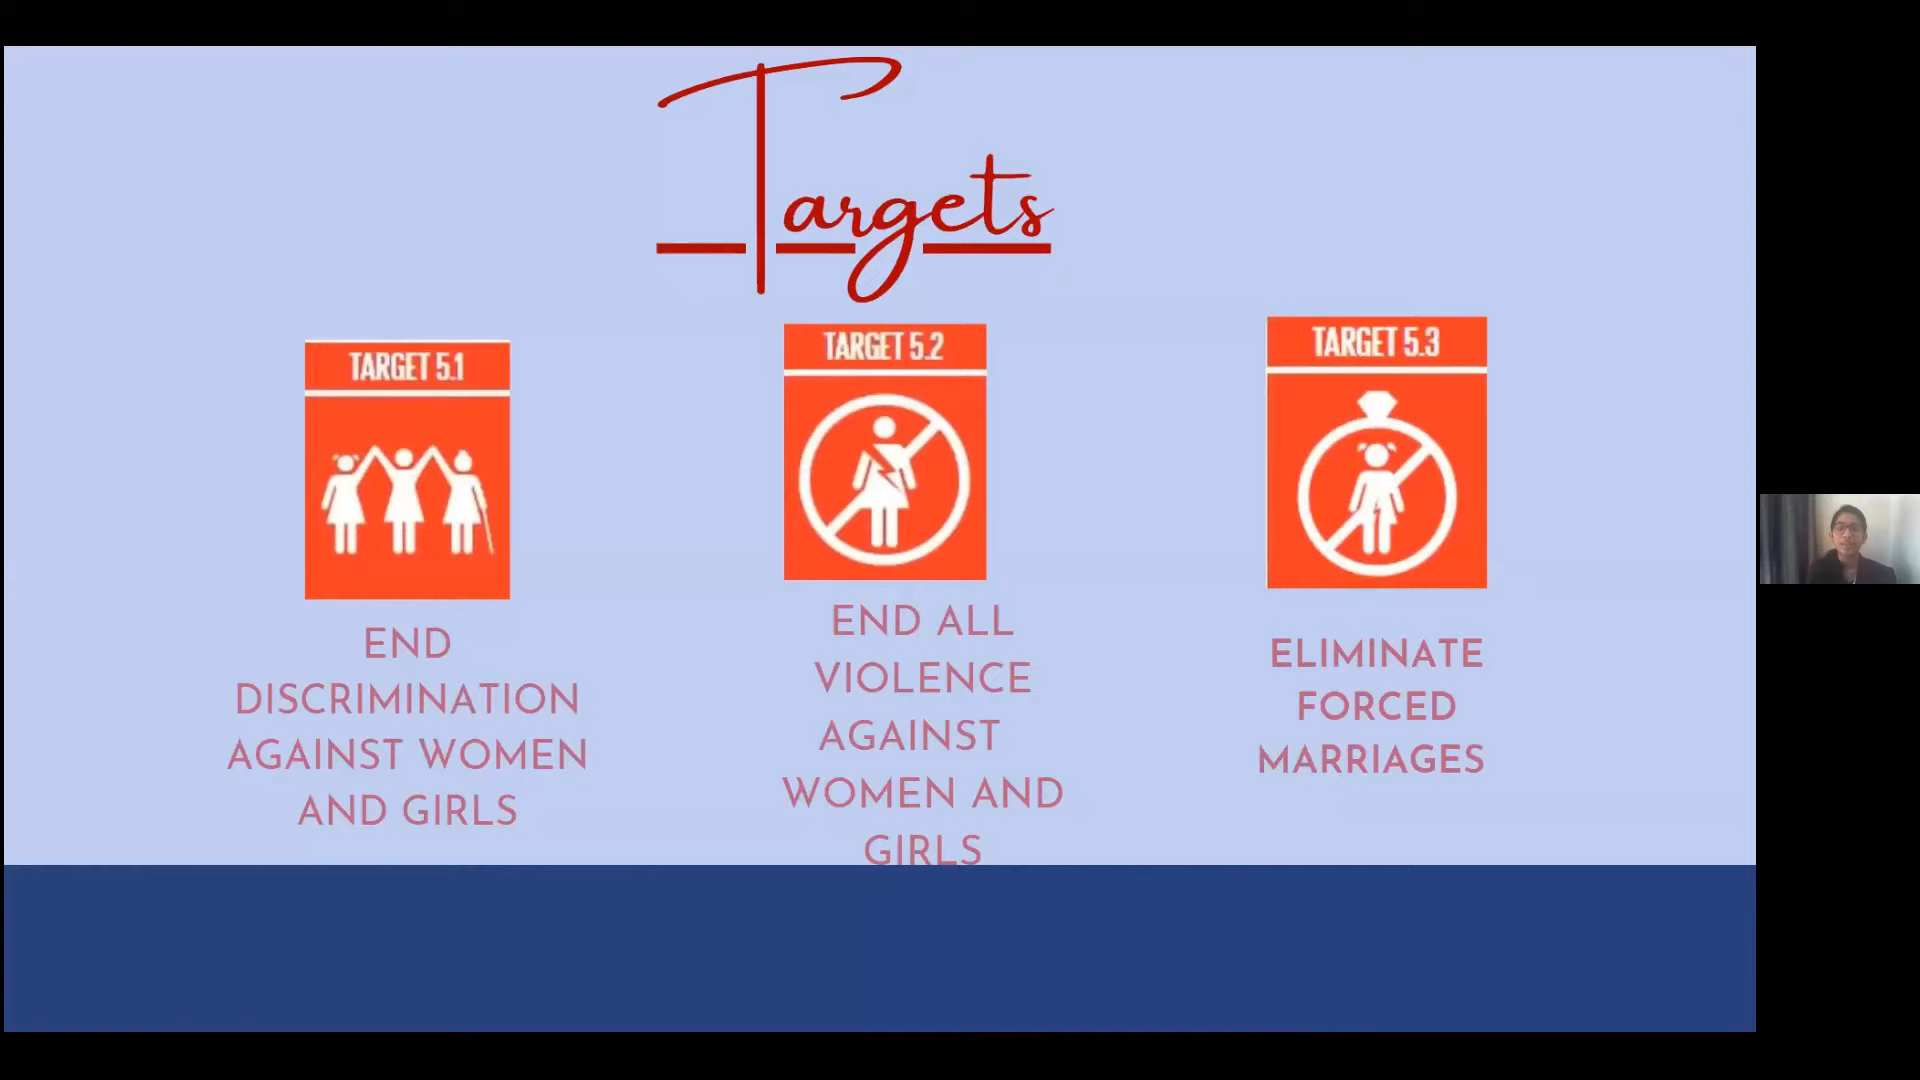 Targets
TARGET 5.1
END
DISCRIMINATION
AGAINST WOMEN
AND GIRLS
TARGET 5.2
END ALL
VIOLENCE
AGAINST
WOMEN AND
GIRLS
TARGET 5.3
ELIMINATE
FORCED
MARRIAGES